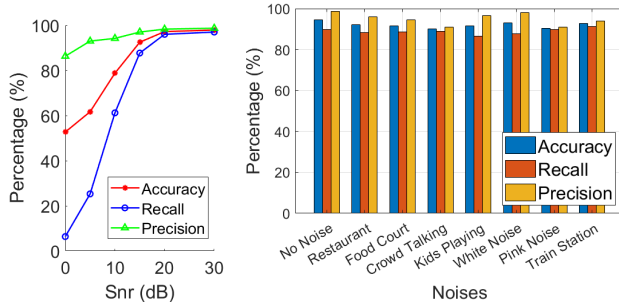 100
80
60
40
20
0
Percentage (%)
0
10
20
30
Snr (dB)
Accuracy
Recall
Precision
100
80
60
40
20
0
Percentage (%)
No Noise
Restaurant
Food Court
Crowd Talking
Kids Playing
White Noise
Pink Noise
Train Station
Noises
Accuracy
Recall
Precision